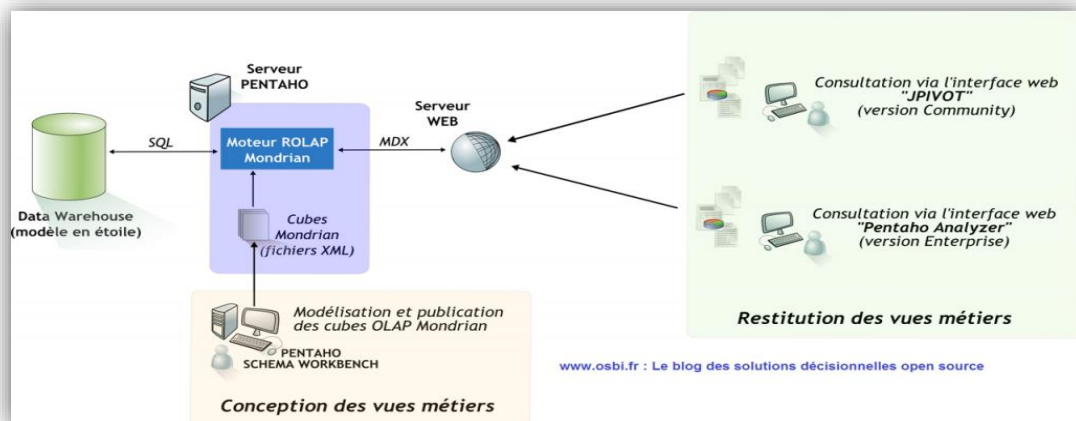 Serveur
PENTAHO
Serveur
WEB
SQL
Moteur ROLAP
Mondrian
MDX
Data Warehouse
(modèle en étoile)
Cubes
Mondrian
(fichiers XML)
Modélisation et publication
des cubes OLAP Mondrian
PENTAHO
SCHEMA WORKBENCH
Conception des vues métiers
Consultation via l'interface web
"JPIVOT"
(version Community)
Consultation via l'interface web
"Pentaho Analyzer"
(version Enterprise)
Restitution des vues métiers
www.osbi.fr : Le blog des solutions décisionnelles open source